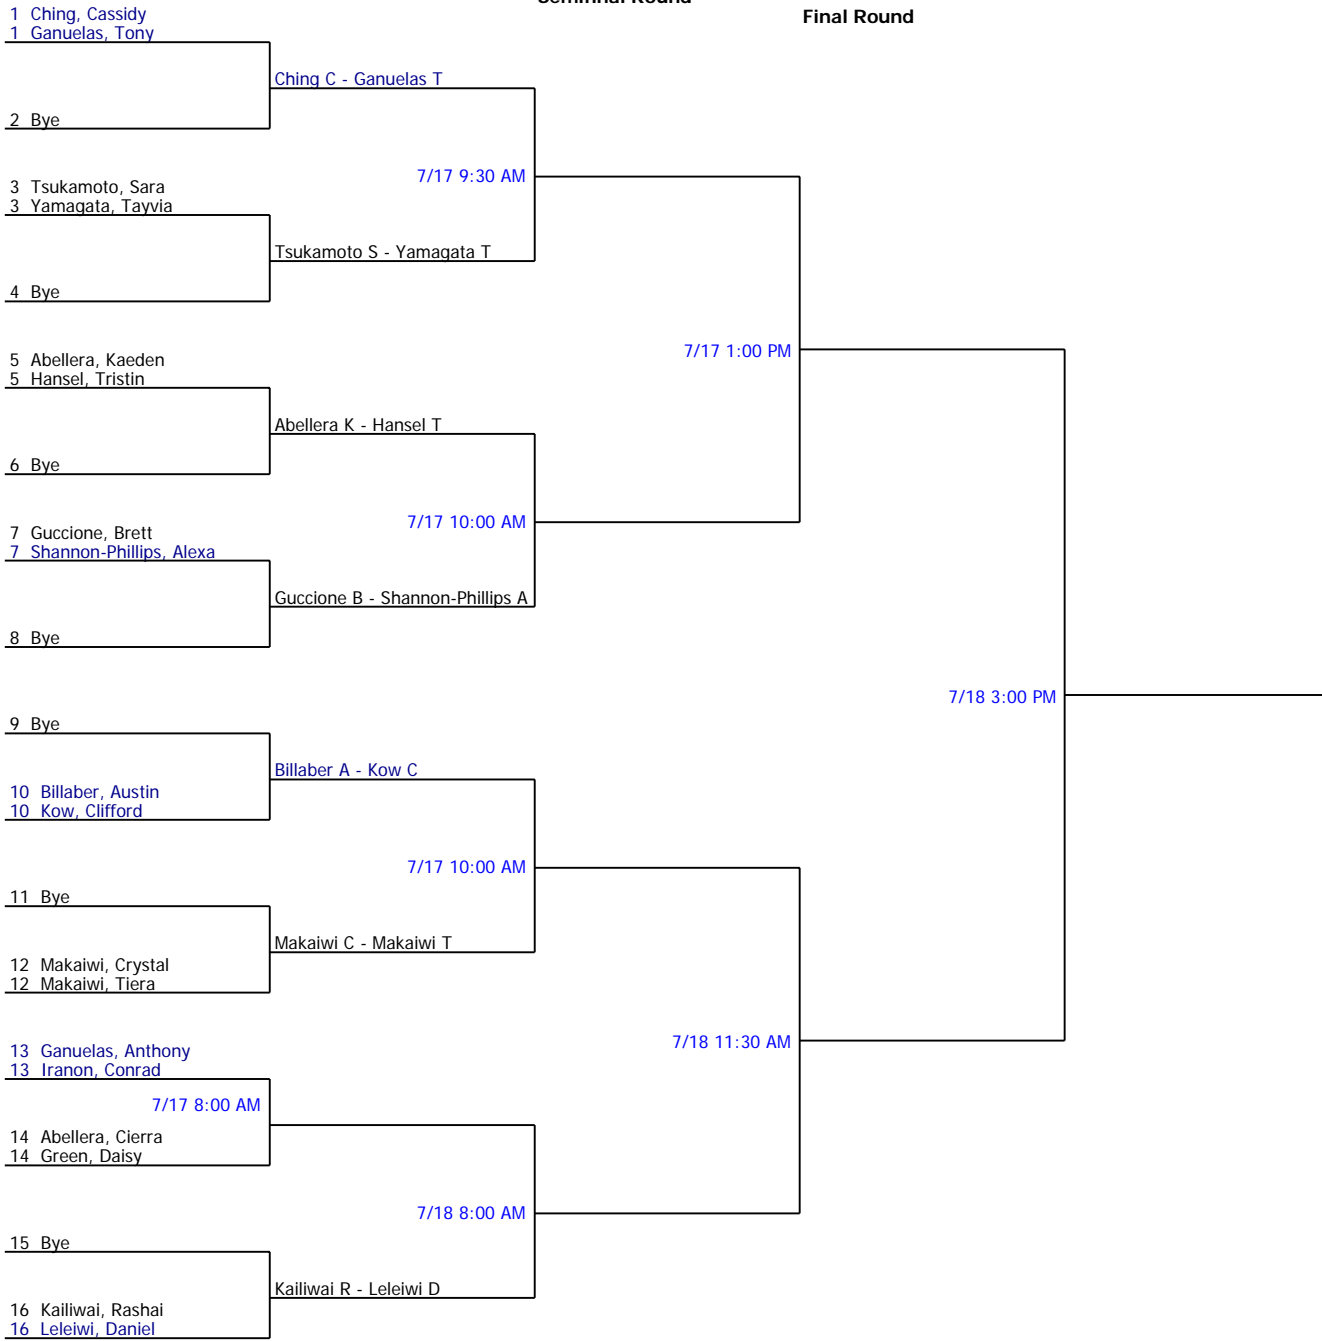 Semifinal Round
Final Round
1 Ching, Cassidy
1 Ganuelas, Tony
Ching C - Ganuelas T
2 Bye
7/17 9:30 AM
3 Tsukamoto, Sara
3 Yamagata, Tayvia
Tsukamoto S - Yamagata T
4 Bye
7/17 1:00 PM
5 Abellera, Kaeden
5 Hansel, Tristin
Abellera K - Hansel T
6 Bye
7/17 10:00 AM
7 Guccione, Brett
7 Shannon-Phillips, Alexa
Guccione B - Shannon-Phillips A
8 Bye
7/18 3:00 PM
9 Bye
Billaber A - Kow C
10 Billaber, Austin
10 Kow, Clifford
7/17 10:00 AM
11 Bye
Makaiwi C - Makaiwi T
12 Makaiwi, Crystal
12 Makaiwi, Tiera
7/18 11:30 AM
13 Ganuelas, Anthony
13 Iranon, Conrad
7/17 8:00 AM
14 Abellera, Cierra
14 Green, Daisy
7/18 8:00 AM
15 Bye
Kailiwai R - Leleiwi D
16 Kailiwai, Rashai
16 Leleiwi, Daniel